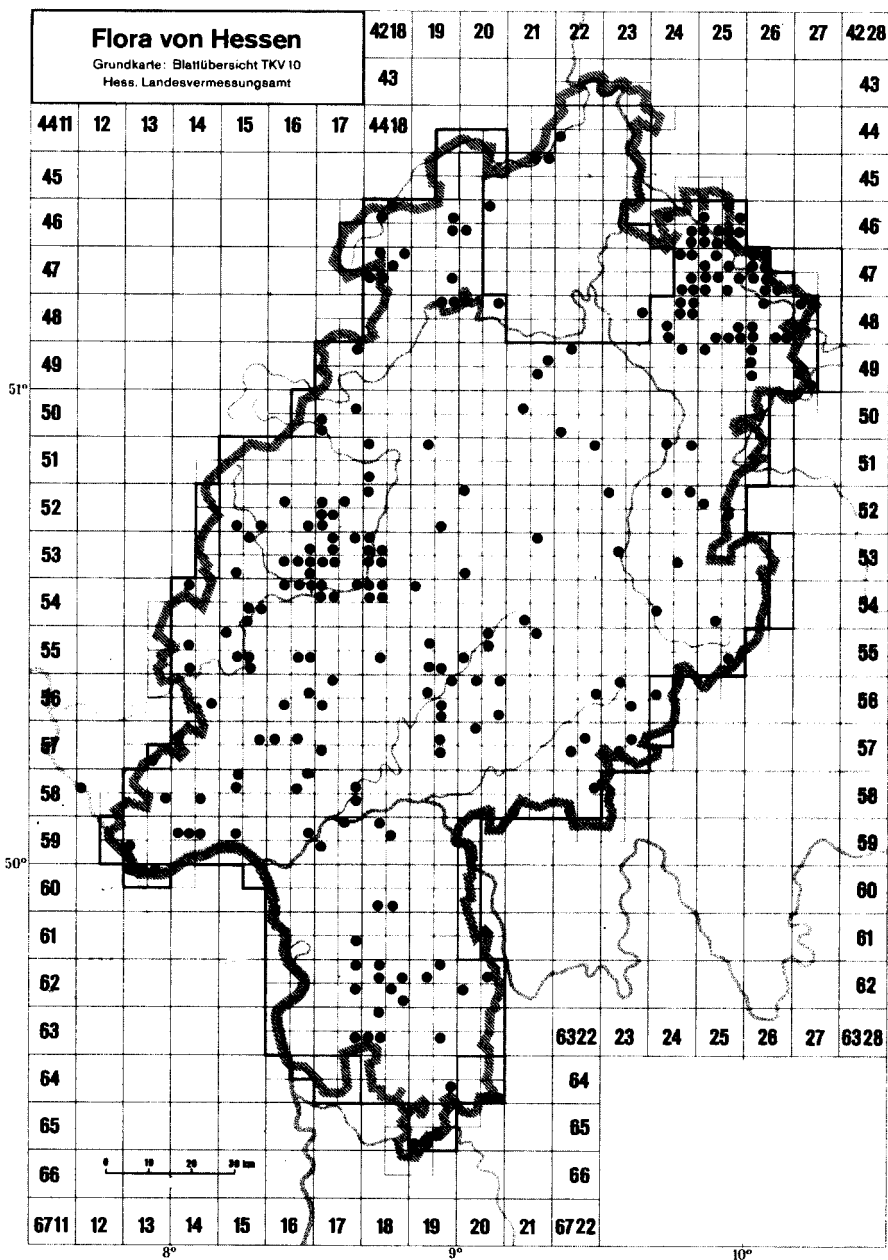 Flora von Hessen
Grundkarte: Blattübersicht TKV 10
Hess. Landesvermessungsamt
4218 19 20 21 22 23 24 25 26 27 4228
43 43
4411 12 13 14 15 16 17 4418 44
45 45
46 46
47 47
48 48
49 49
51°
50 50
51 51
52 52
53 53
54 54
55 55
56 56
57 57
58 58
59 59
50°
60 60
61 61
62 62
63 6322 23 24 25 26 27 6328
64 64
65 65
66 66
0 10 20 30 km
6711 12 13 14 15 16 17 18 19 20 21 6722
8° 9° 10°